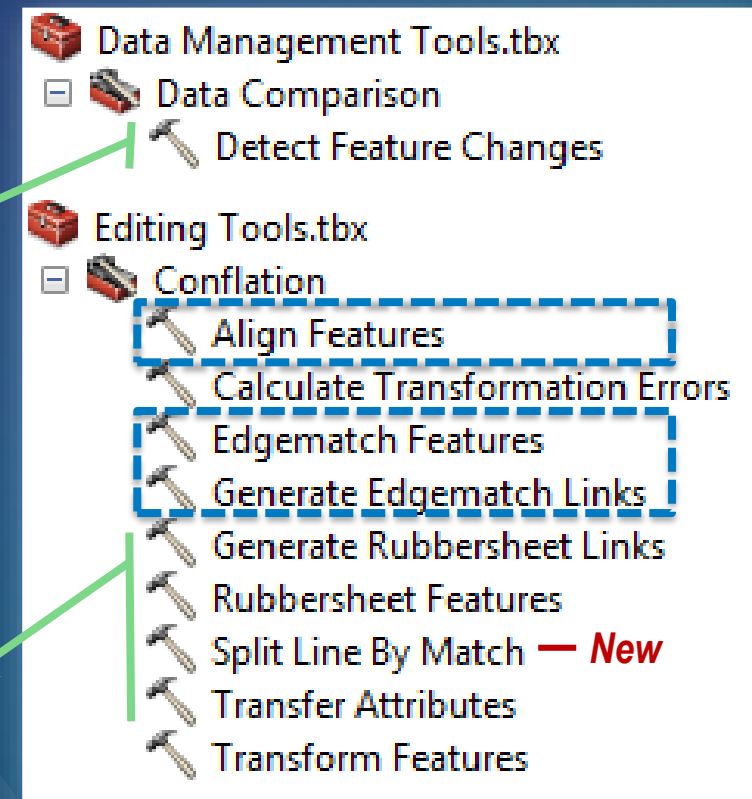 Data Management Tools.tbx
Data Comparison
Detect Feature Changes
Editing Tools.tbx
Conflation
Align Features
Calculate Transformation Errors
Edgematch Features
Generate Edgematch Links
Generate Rubbersheet Links
Rubbersheet Features
Split Line By Match — New
Transfer Attributes
Transform Features